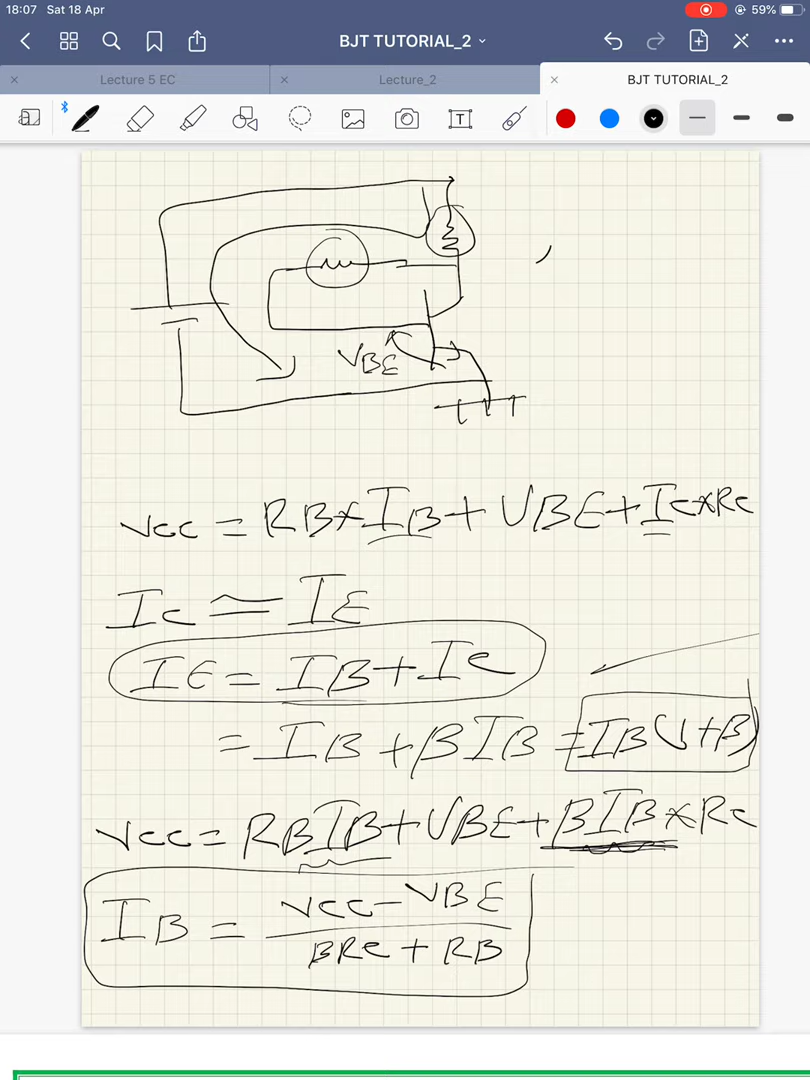 18:07 Sat 18 Apr
59%
BJT TUTORIAL_2
Lecture 5 EC
Lecture_2
BJT TUTORIAL_2
T
VBE
VCC = RB×IB + VBE + Ic×Rc
Ic ≃ IE
IE = IB + Ic
= IB + βIB = IB(1+β)
VCC = RBIB + VBE + βIB×Rc
IB = VCC - VBE
βRc + RB